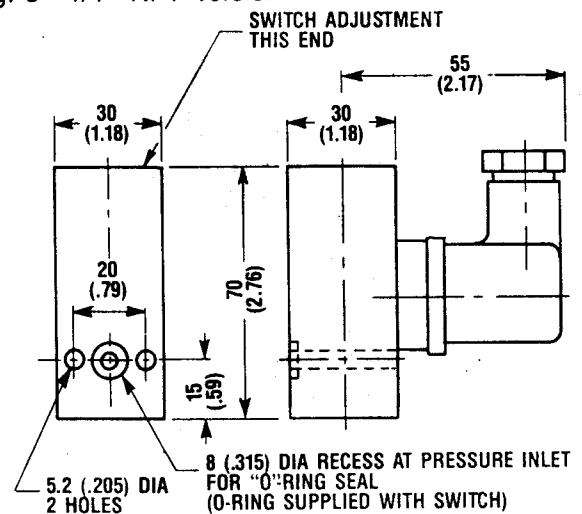 SWITCH ADJUSTMENT
THIS END
55
(2.17)
30
(1.18)
30
(1.18)
20
(.79)
70
(2.76)
15
(.59)
5.2 (.205) DIA
2 HOLES
8 (.315) DIA RECESS AT PRESSURE INLET
FOR "O"-RING SEAL
(O-RING SUPPLIED WITH SWITCH)